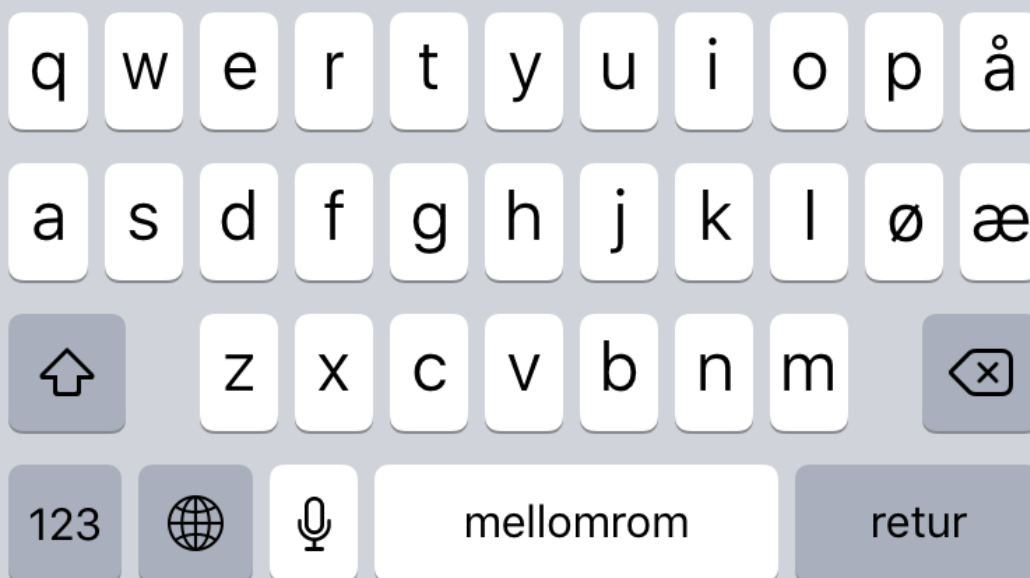 q w e r t y u i o p å
a s d f g h j k l ø æ
z x c v b n m
123 mellomrom retur